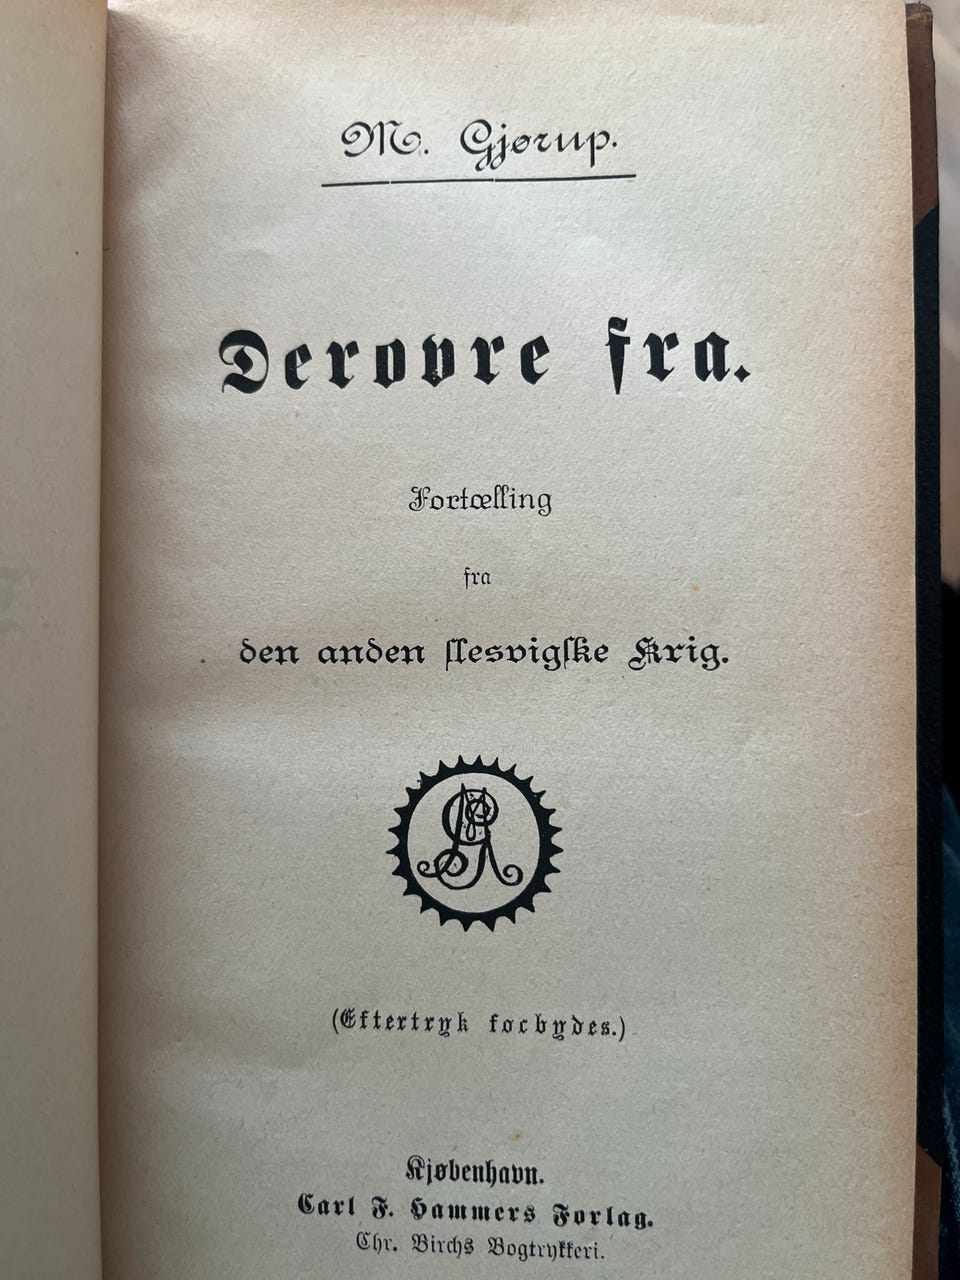 M. Gjørup.
Derovre fra.
Fortælling
fra
den anden slesvigske Krig.
(Eftertryk forbydes.)
Kjøbenhavn.
Carl F. Hammers Forlag.
Chr. Birchs Bogtrykkeri.